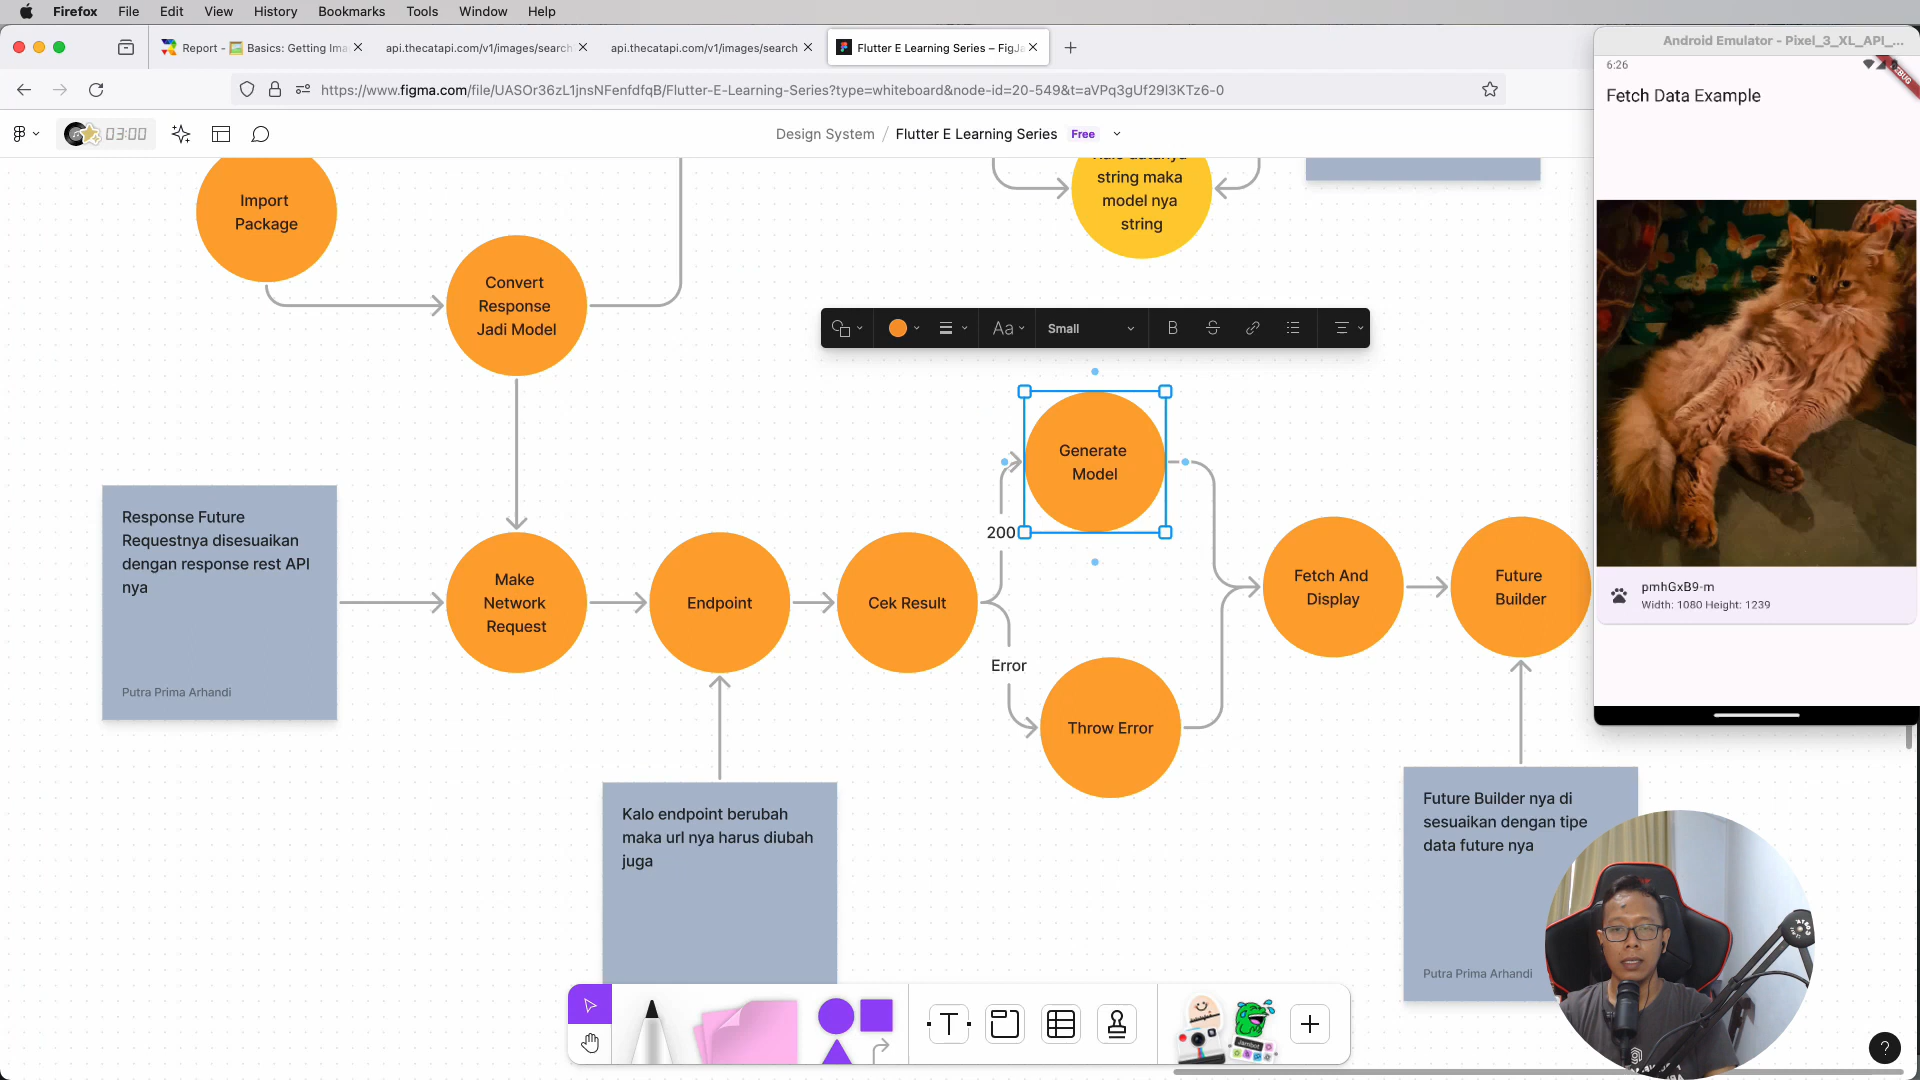 Firefox File Edit View History Bookmarks Tools Window Help
Report - 🖼️ Basics: Getting Ima
api.thecatapi.com/v1/images/search
api.thecatapi.com/v1/images/search
Flutter E Learning Series – FigJa
Android Emulator - Pixel_3_XL_API_...
https://www.figma.com/file/UASOr36zL1jnsNFenfdfqB/Flutter-E-Learning-Series?type=whiteboard&node-id=20-549&t=aVPq3gUf29I3KTz6-0
6:26
DEBUG
Fetch Data Example
03:00
Design System / Flutter E Learning Series Free
string maka
model nya
string
Import
Package
Convert
Response
Jadi Model
Aa
Small
B
S
Generate
Model
200
Response Future
Requestnya disesuaikan
dengan response rest API
nya
Putra Prima Arhandi
Make
Network
Request
Endpoint
Cek Result
Fetch And
Display
Future
Builder
pmhGxB9-m
Width: 1080 Height: 1239
Error
Throw Error
Kalo endpoint berubah
maka url nya harus diubah
juga
Future Builder nya di
sesuaikan dengan tipe
data future nya
Putra Prima Arhandi
T
Jambot
?